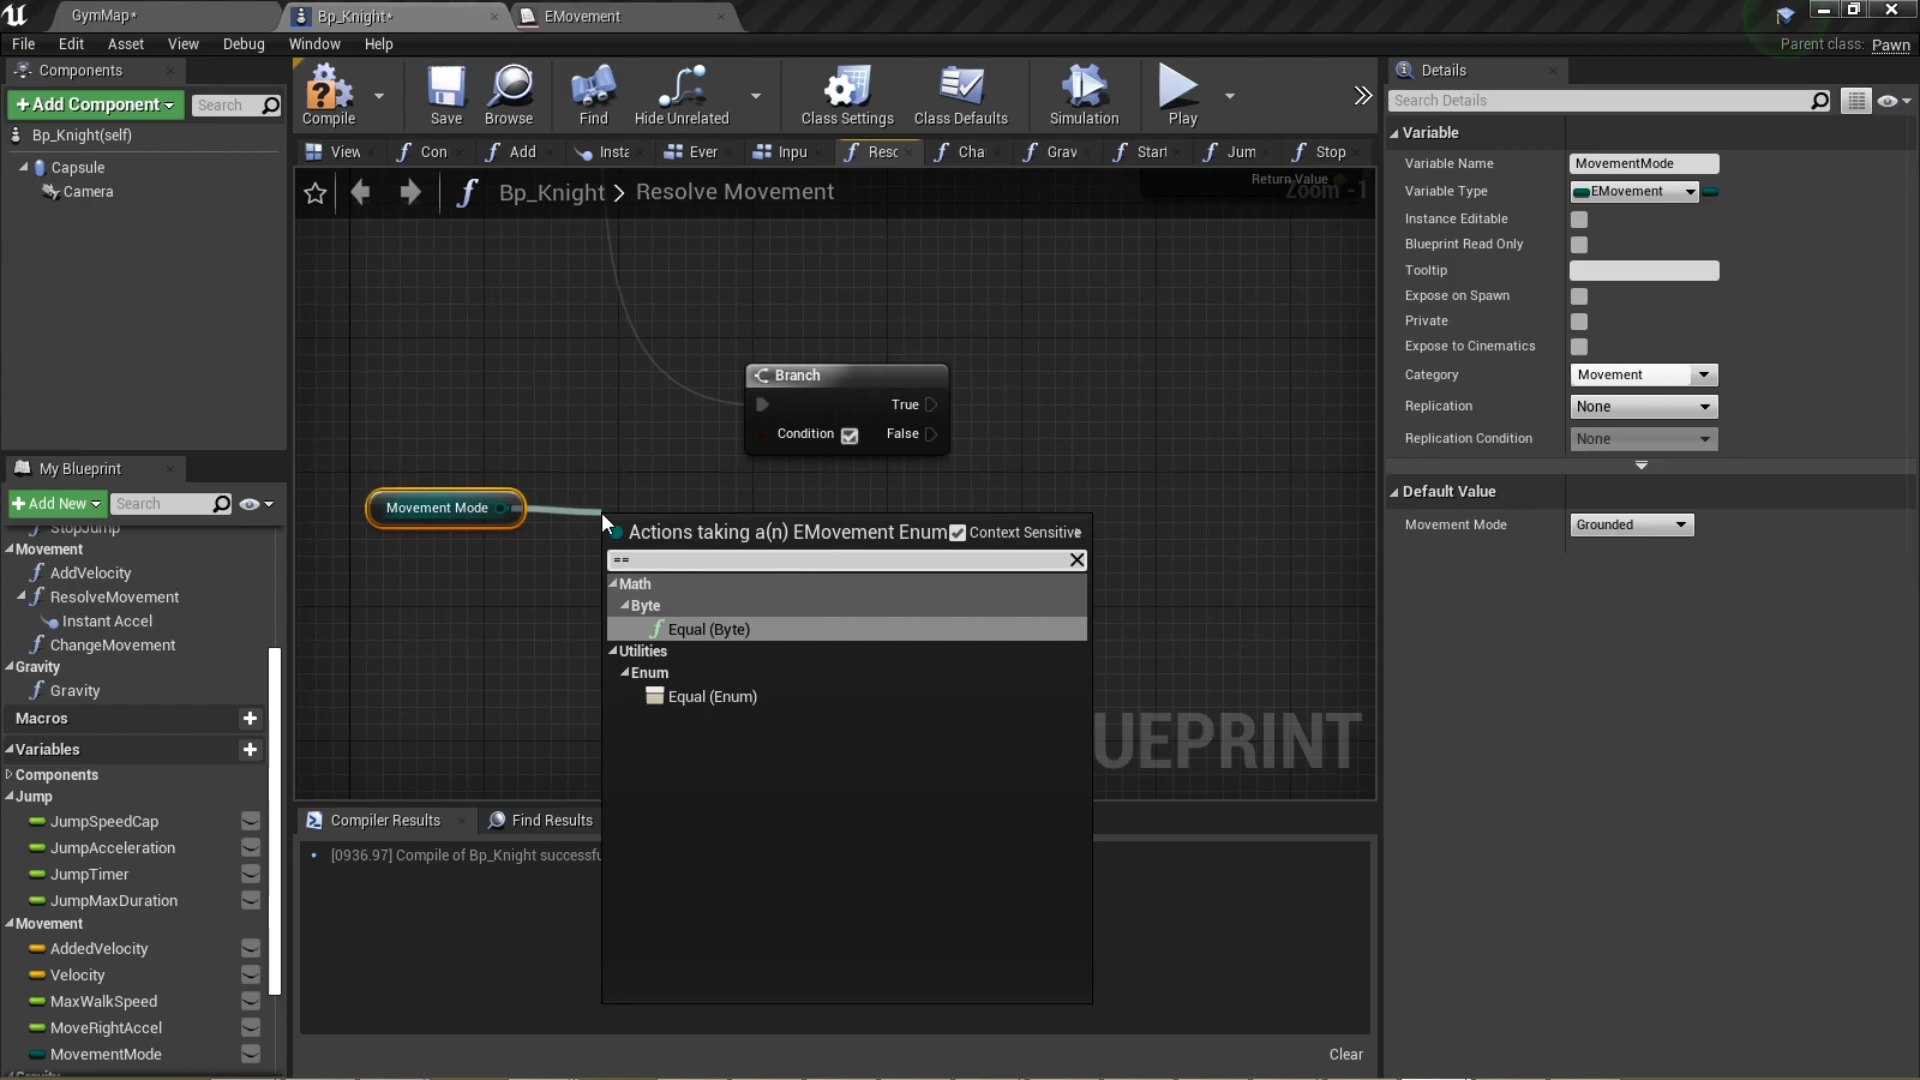 GymMap*
Bp_Knight*
EMovement
File Edit Asset View Debug Window Help
Parent class: Pawn
Components
+Add Component
Search
Bp_Knight(self)
Capsule
Camera
Compile
Save
Browse
Find
Hide Unrelated
Class Settings
Class Defaults
Simulation
Play
View
Con
Add
Insta
Ever
Inpu
Resc
Cha
Grav
Start
Jum
Stop
Bp_Knight > Resolve Movement
Return Value
Zoom -1
Branch
True
Condition
False
Movement Mode
Actions taking a(n) EMovement Enum
Context Sensitive
==
Math
Byte
Equal (Byte)
Utilities
Enum
Equal (Enum)
UEPRINT
My Blueprint
+Add New
Search
StopJump
Movement
AddVelocity
ResolveMovement
Instant Accel
ChangeMovement
Gravity
Gravity
Macros
Variables
Components
Jump
JumpSpeedCap
JumpAcceleration
JumpTimer
JumpMaxDuration
Movement
AddedVelocity
Velocity
MaxWalkSpeed
MoveRightAccel
MovementMode
Gravity
Compiler Results
Find Results
[0936.97] Compile of Bp_Knight successfu
Clear
Details
Search Details
Variable
Variable Name MovementMode
Variable Type EMovement
Instance Editable
Blueprint Read Only
Tooltip
Expose on Spawn
Private
Expose to Cinematics
Category Movement
Replication None
Replication Condition None
Default Value
Movement Mode Grounded